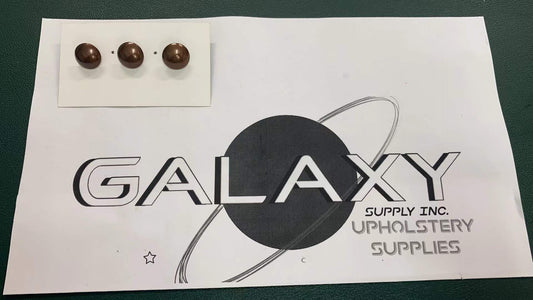 GALAXY
SUPPLY INC.
UPHOLSTERY
SUPPLIES
C